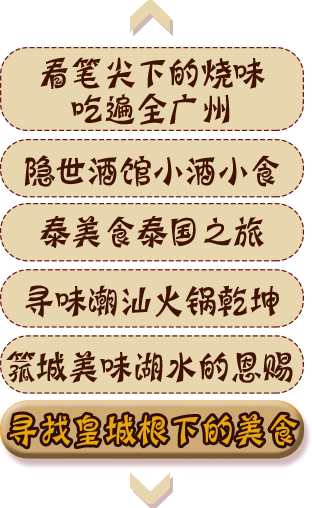 看笔尖下的烧味
吃遍全广州
隐世酒馆小酒小食
泰美食泰国之旅
寻味潮汕火锅乾坤
箛城美味湖水的恩赐
寻找皇城根下的美食